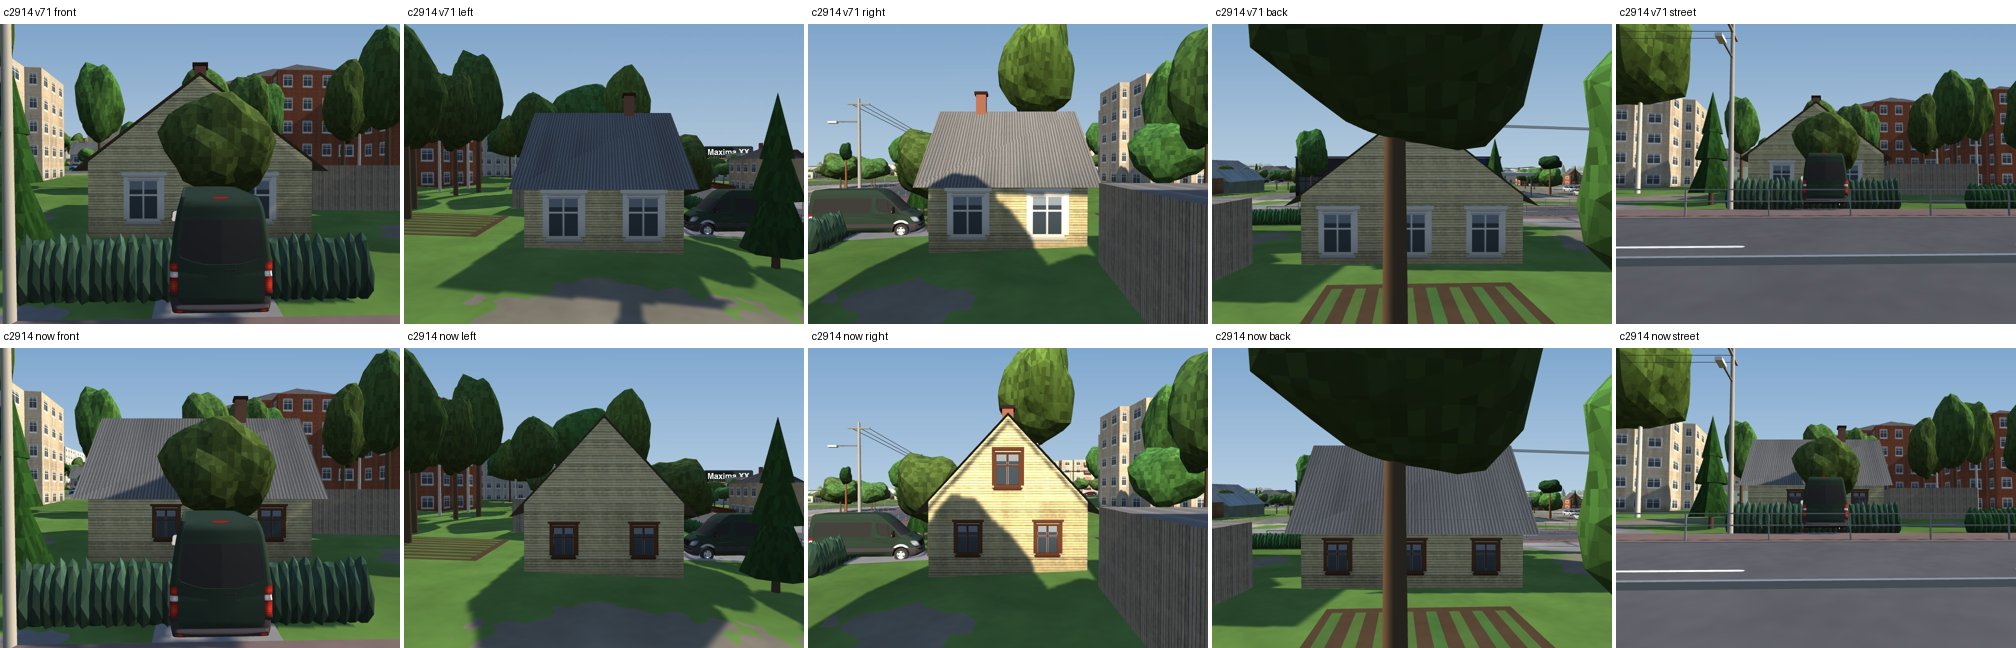 c2914 v71 front
c2914 v71 left
c2914 v71 right
c2914 v71 back
c2914 v71 street
Maxima XX
c2914 now front
c2914 now left
c2914 now right
c2914 now back
c2914 now street
Maxima XX